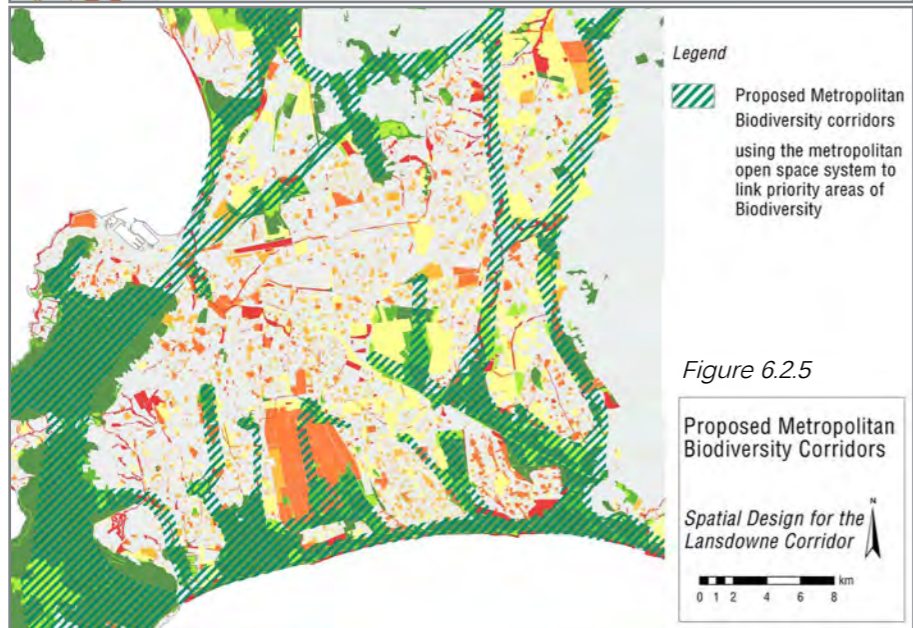 Legend
Proposed Metropolitan
Biodiversity corridors
using the metropolitan
open space system to
link priority areas of
Biodiversity
Figure 6.2.5
Proposed Metropolitan
Biodiversity Corridors
N
Spatial Design for the
Lansdowne Corridor
km
0 1 2 4 6 8